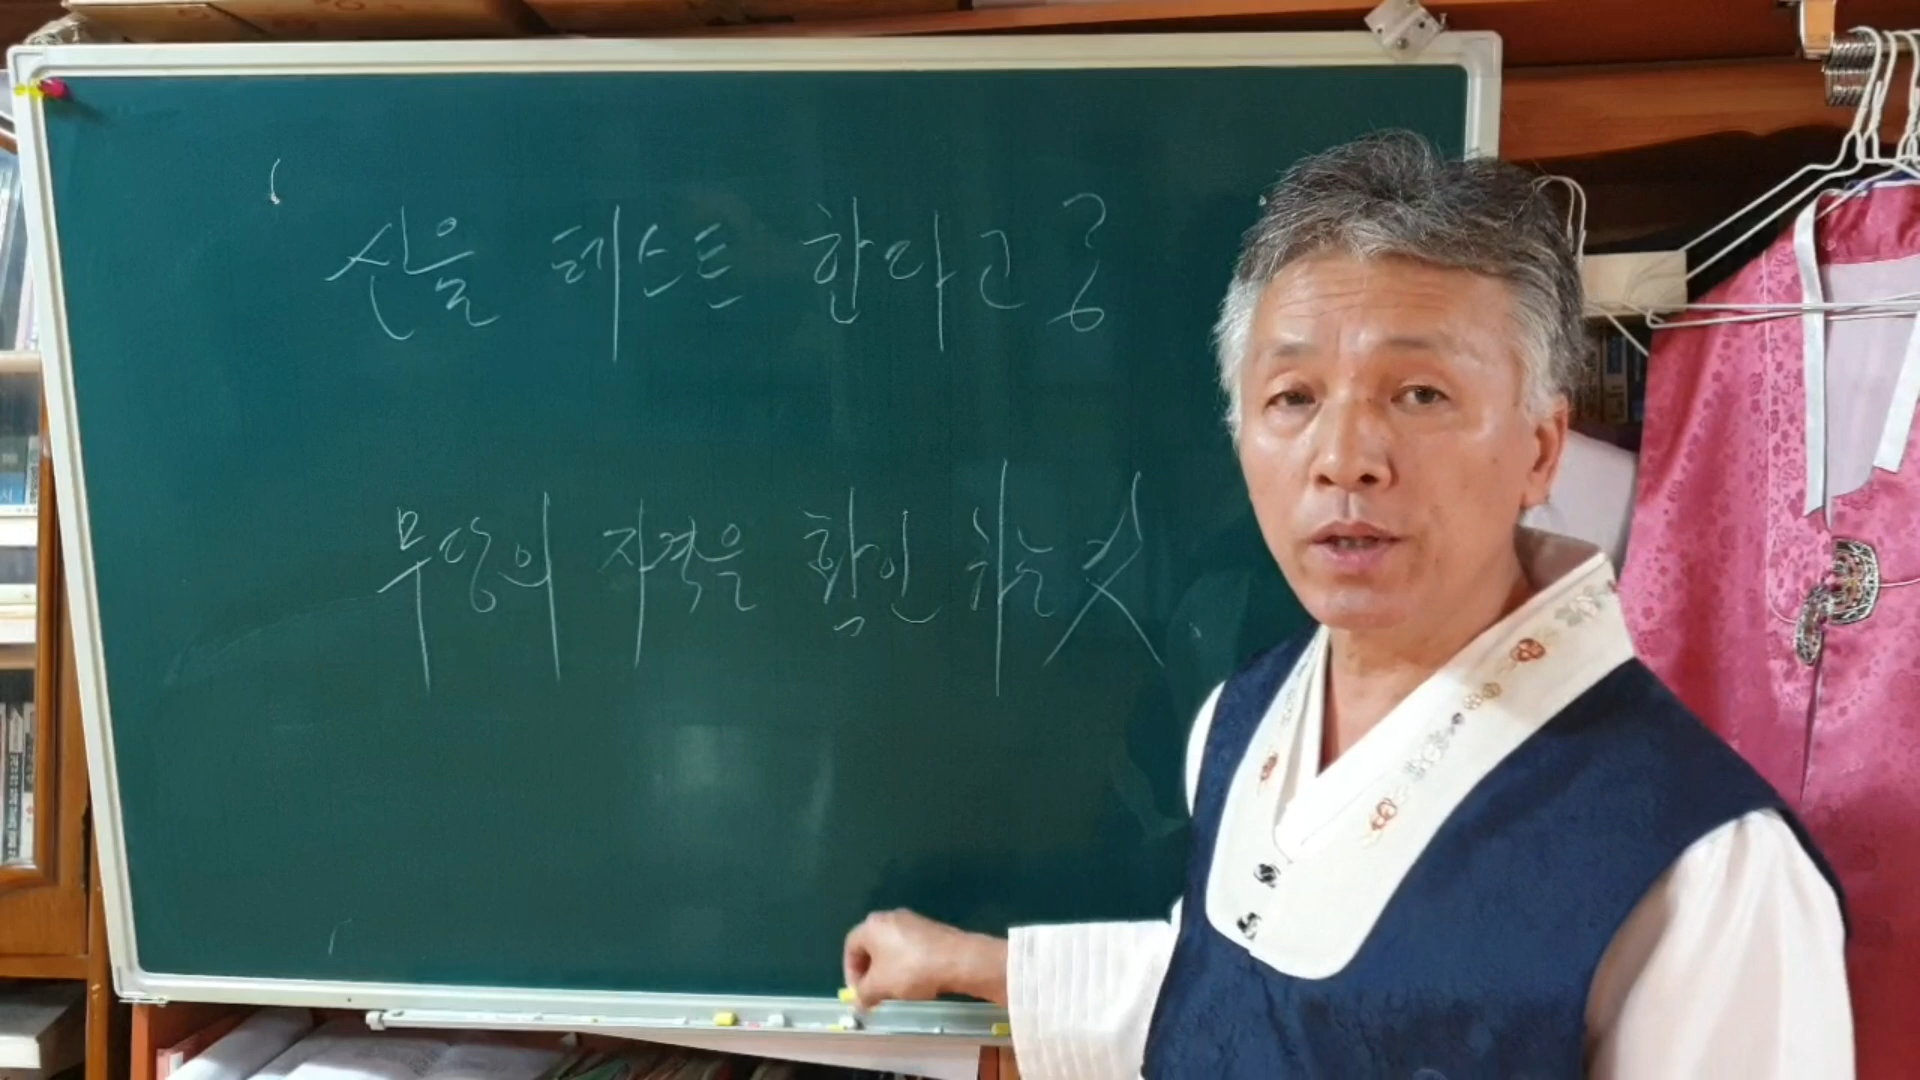 신을 테스트 한다고?
무당의 자격을 확인 하는 것